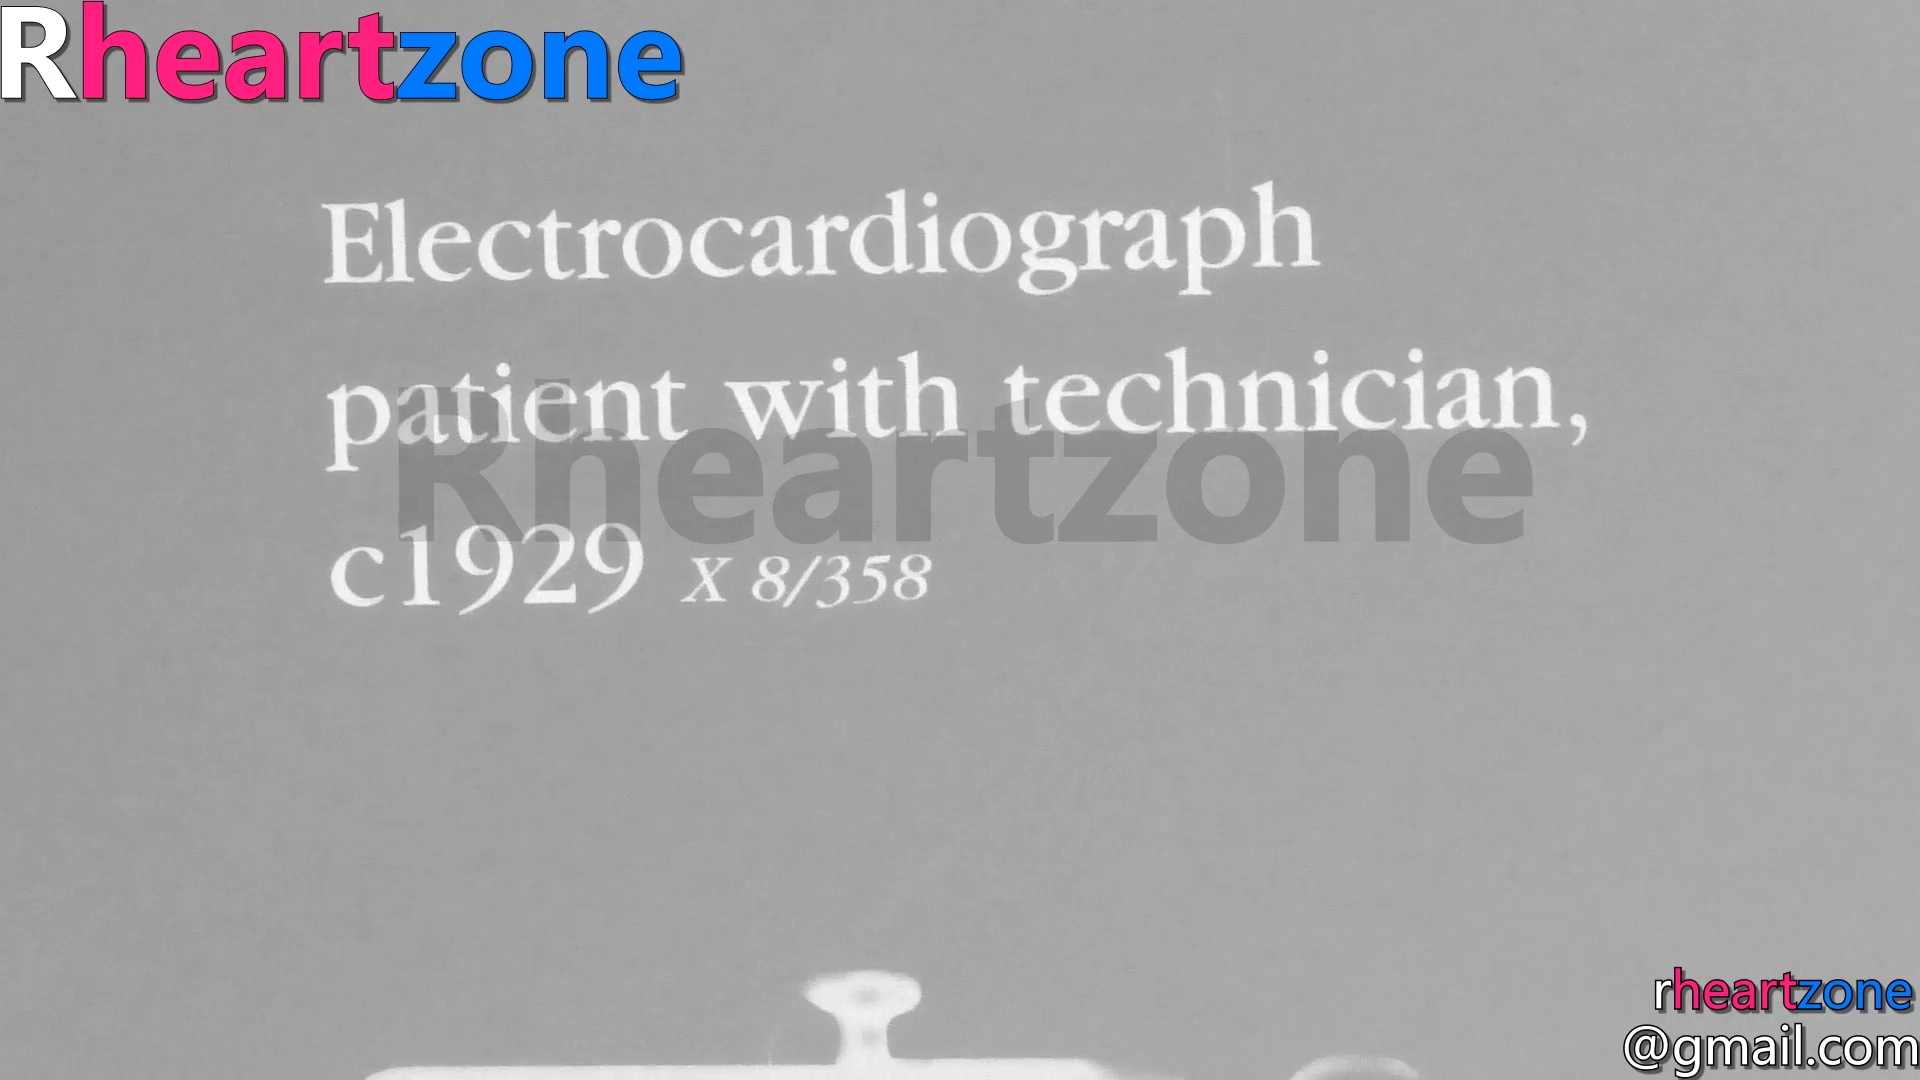 Rheartzone
Electrocardiograph
patient with technician,
Rheartzone
c1929 X 8/358
rheartzone
@gmail.com